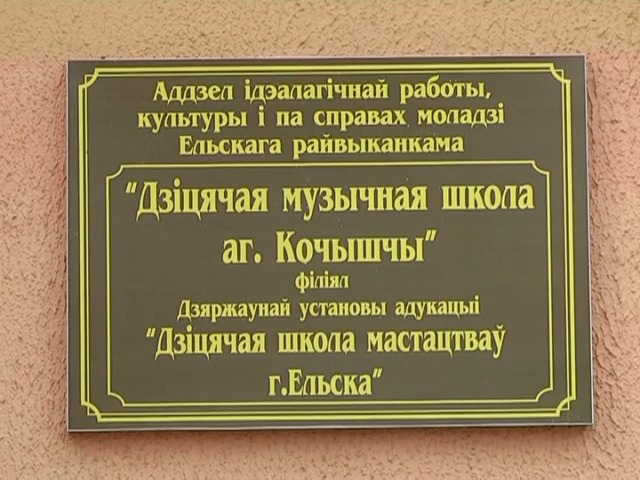 Аддзел ідэалагічнай работы,
культуры і па справах моладзі
Ельскага райвыканкама
"Дзіцячая музычная школа
аг. Кочышчы"
філіял
Дзяржаунай установы адукацыі
"Дзіцячая школа мастацтваў
г.Ельска"